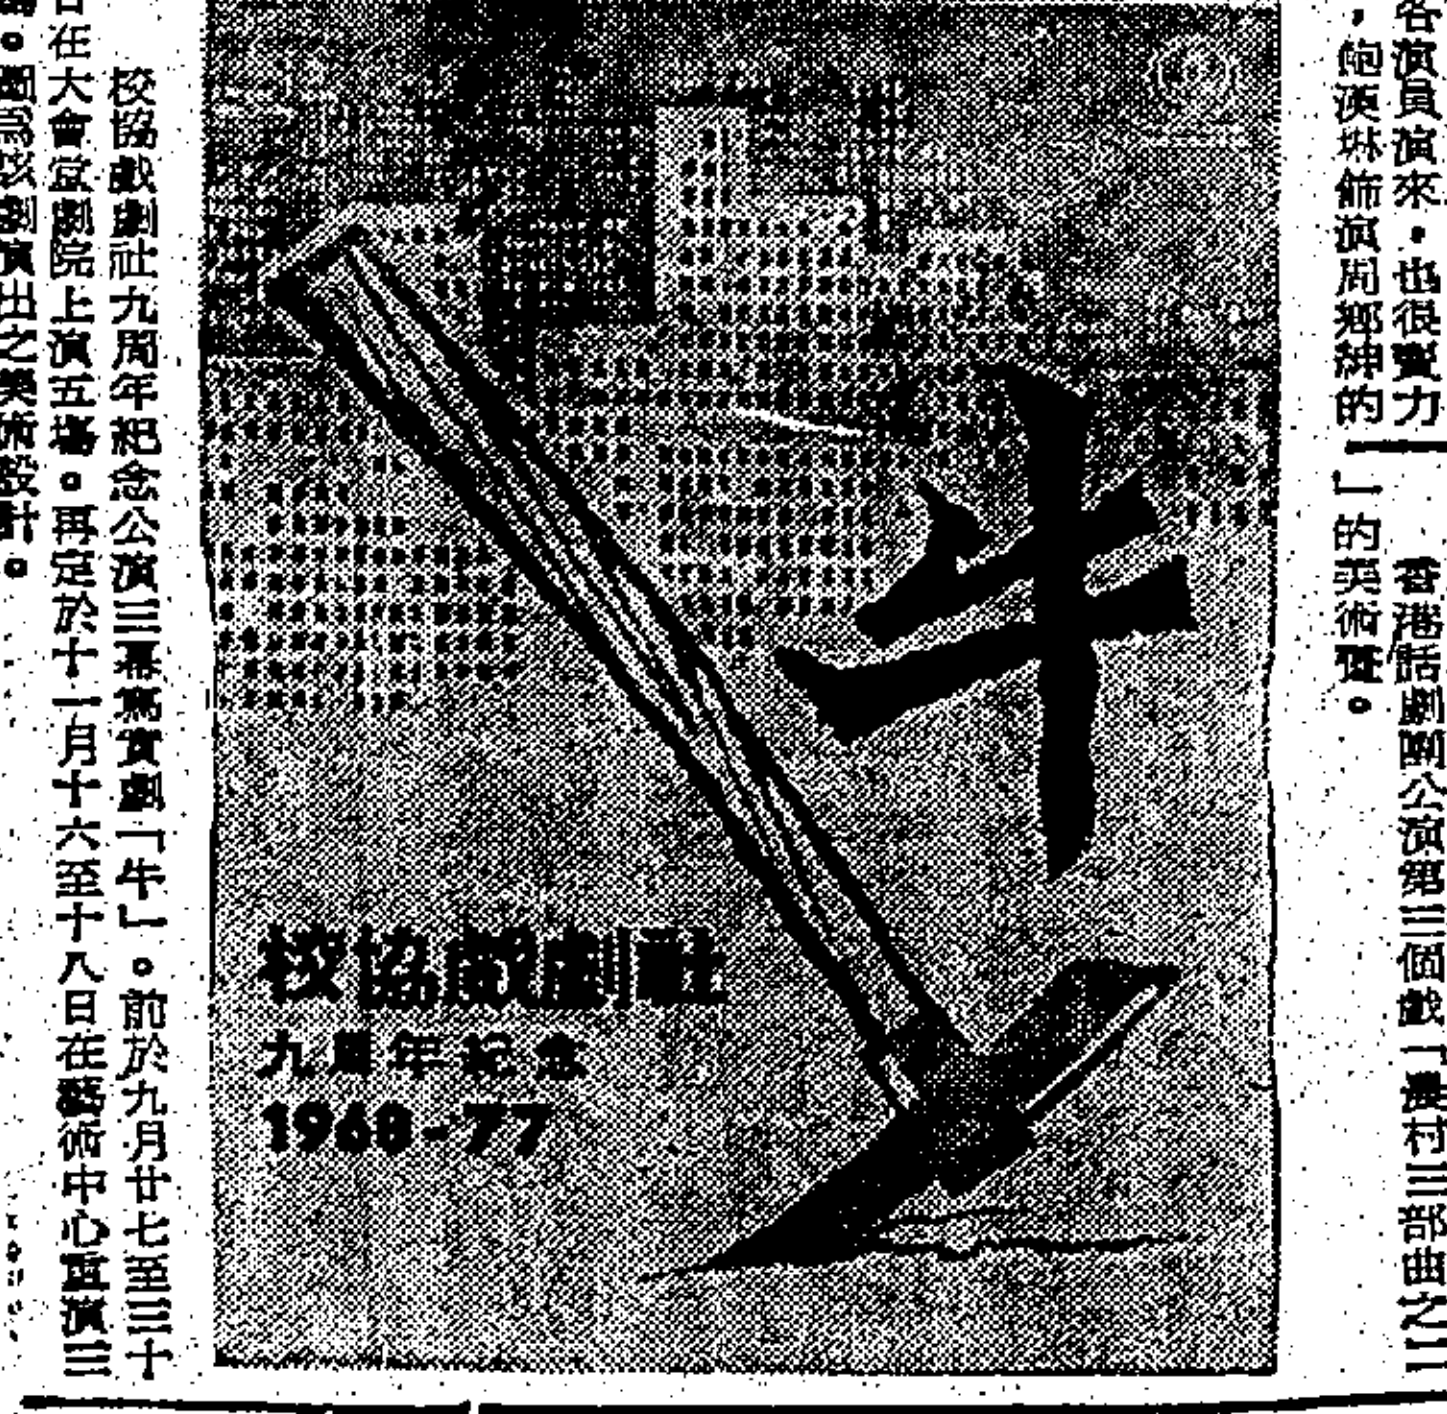 各演員演來，也很賣力
，鮑漢琳飾演周鄉紳的
香港話劇團公演第三個戲「農村三部曲之二
」的美術
牛
校協戲劇社
九周年紀念
1968-77
校協戲劇社九周年紀念公演三幕寫實劇「牛」。前於九月廿七至三十
日在大會堂劇院上演五場。再定於十一月十六至十八日在藝術中心重演三
場。圖為該劇演出之美術設計。